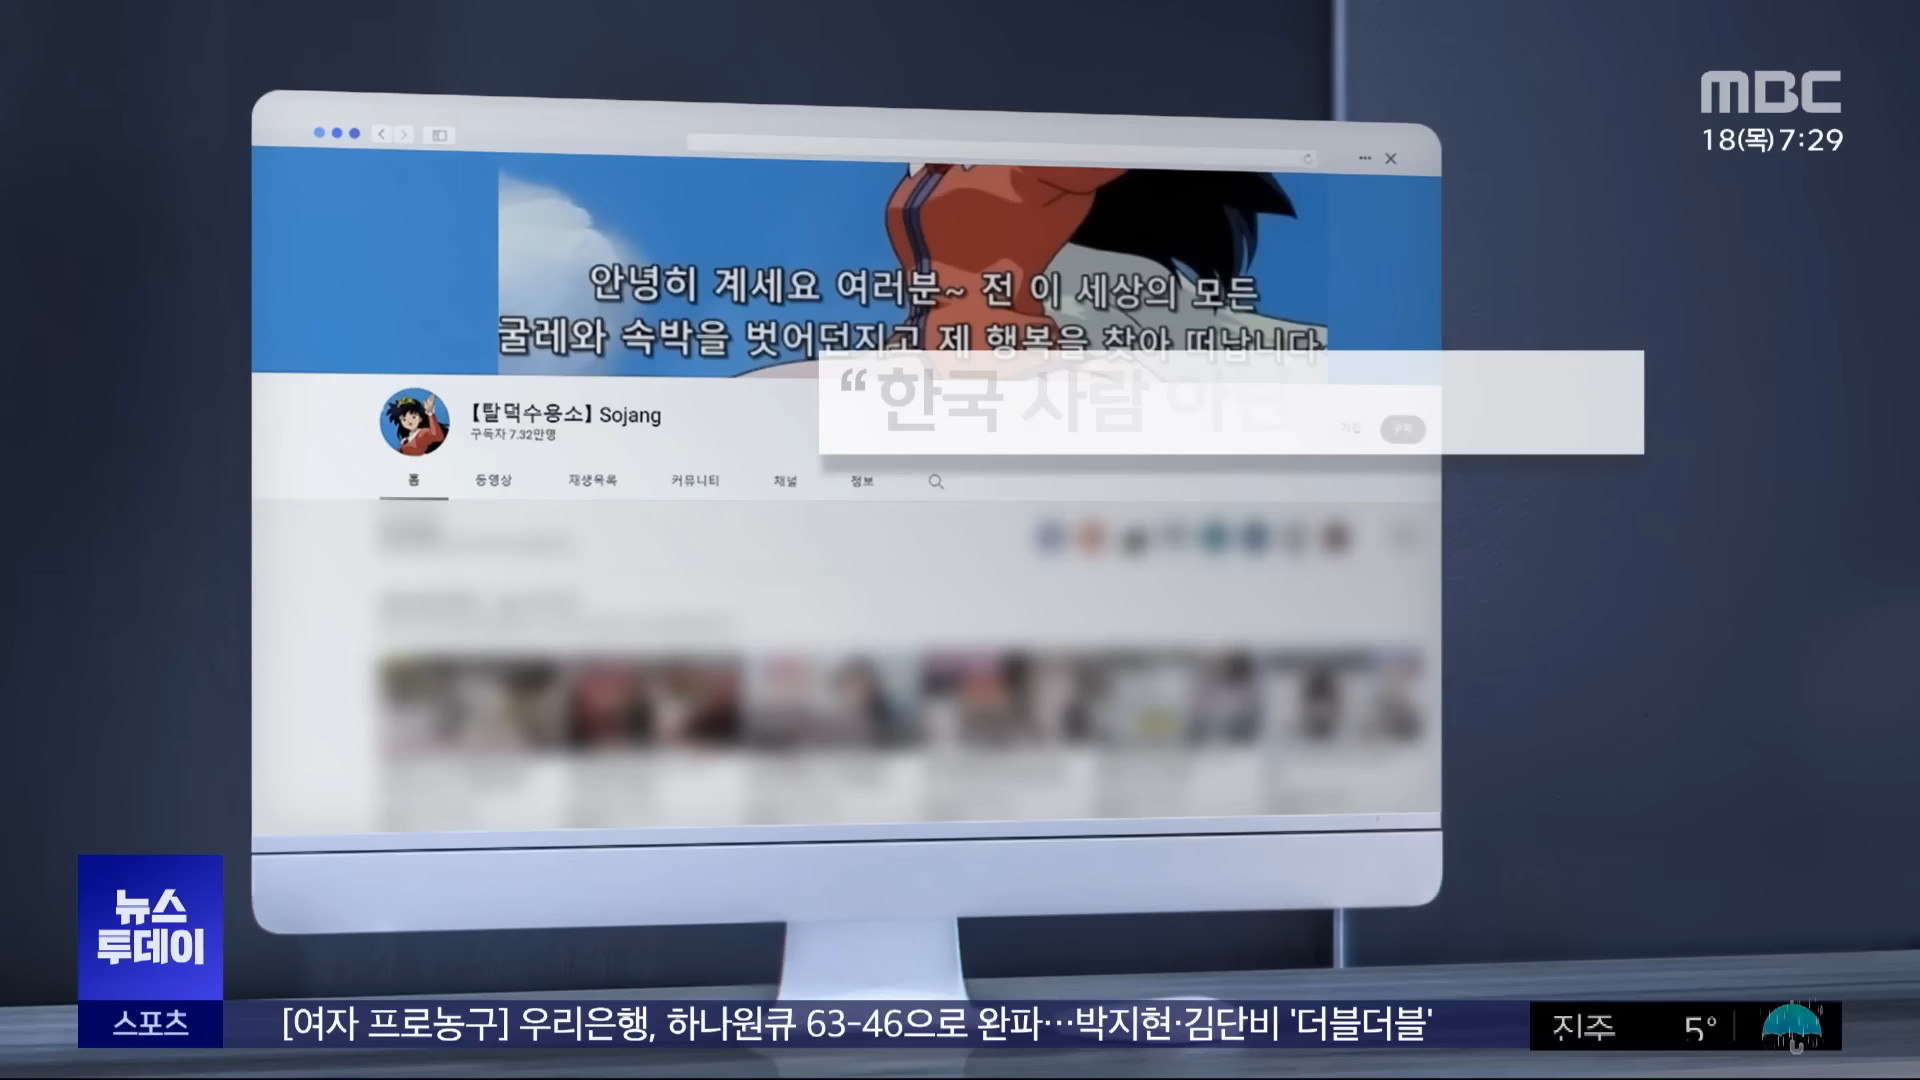 MBC
18(목) 7:29
안녕히 계세요 여러분~ 전 이 세상의 모든
굴레와 속박을 벗어던지고 제 행복을 찾아 떠납니다
“한국 사람 아닌
【탈덕수용소】 Sojang
구독자 7.32만명
가입
구독
홈 동영상 재생목록 커뮤니티 채널 정보
뉴스
투데이
스포츠
[여자 프로농구] 우리은행, 하나원큐 63-46으로 완파…박지현·김단비 '더블더블'
진주 5°